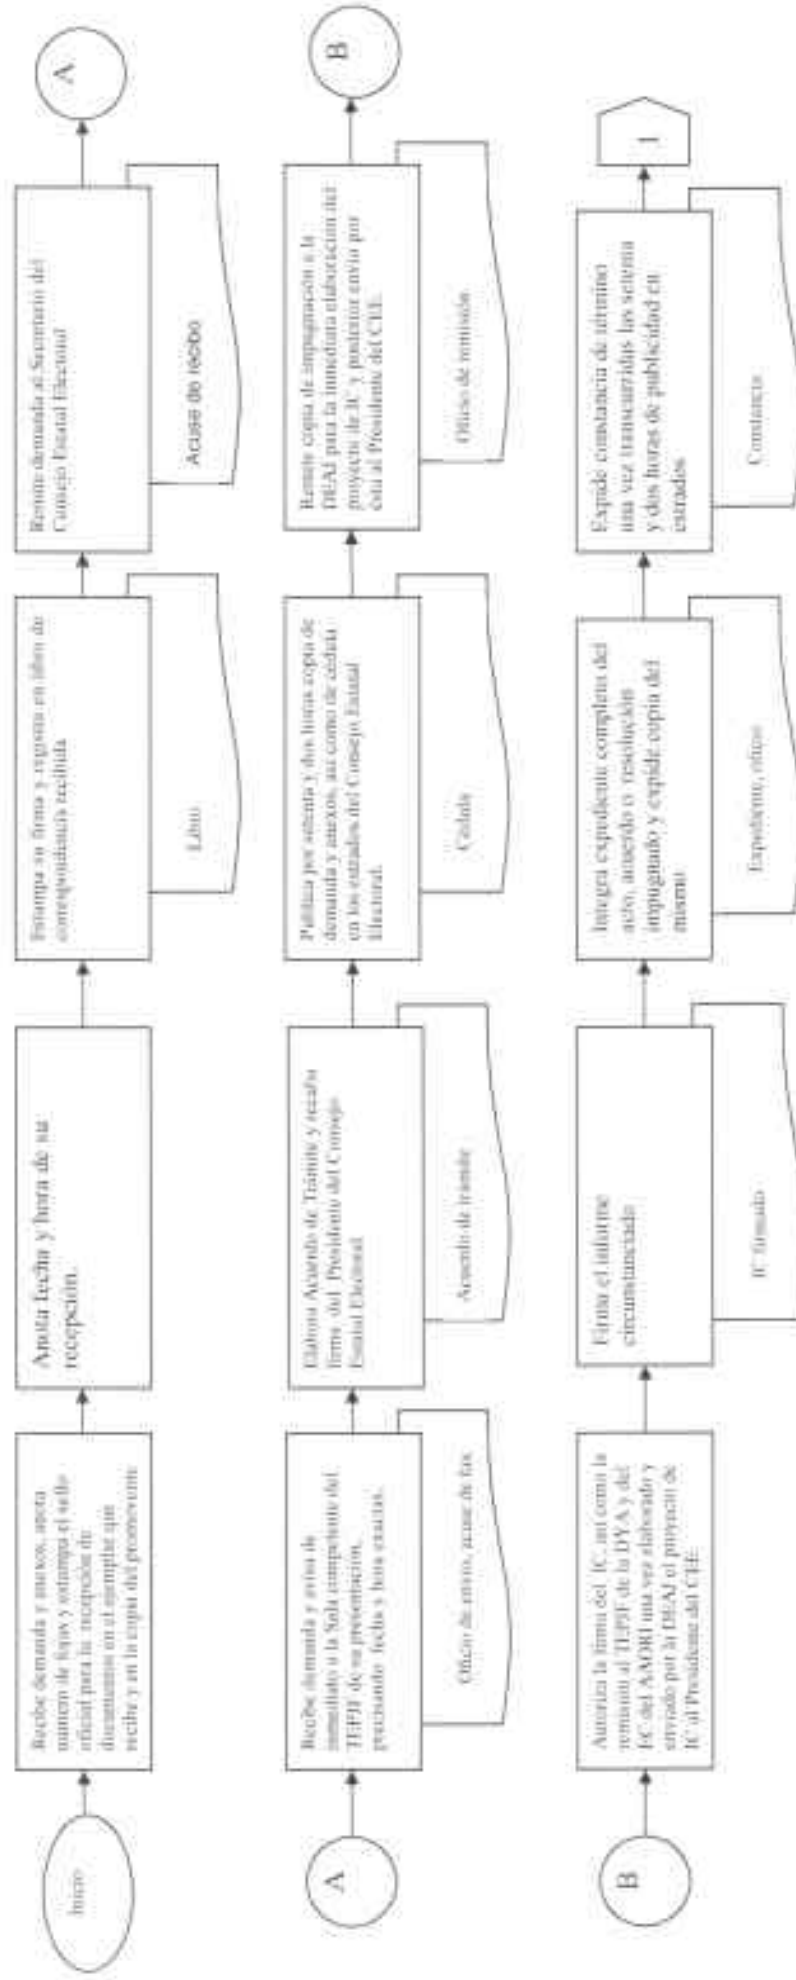 Inicio
Recibe demanda y anexos, anota
número de fojas y estampa el sello
oficial para la recepción de
documentos en el ejemplar que
recibe y en la copia del promovente
Anota fecha y hora de su
recepción.
Estampa su firma y registra en libro de
correspondencia recibida
Libro
Remite demanda al Secretario del
Consejo Estatal Electoral
Acuse de recibo
A
A
Recibe demanda y avisa de
inmediato a la Sala competente del
TEPJF de su presentación,
precisando fecha y hora exactas.
Oficio de envío, acuse de fax
Elabora Acuerdo de Trámite y recaba
firma del Presidente del Consejo
Estatal Electoral
Acuerdo de trámite
Publica por setenta y dos horas copia de
demanda y anexos, así como de cédula
en los estrados del Consejo Estatal
Electoral.
Cédula
Remite copia de impugnación a la
DEAJ para la inmediata elaboración del
proyecto de IC y posterior envío por
ésta al Presidente del CEE.
Oficio de remisión
B
B
Autoriza la firma del IC, así como la
remisión al TEPJF de la DYA y del
EC del AAORI una vez elaborado y
enviado por la DEAJ el proyecto de
IC al Presidente del CEE.
Firma el informe
circunstanciado
IC firmado
Integra expediente completo del
acto, acuerdo o resolución
impugnado y expide copia del
mismo
Expediente, oficio
Expide constancia de término
una vez transcurridas las setenta
y dos horas de publicidad en
estrados
Constancia
1